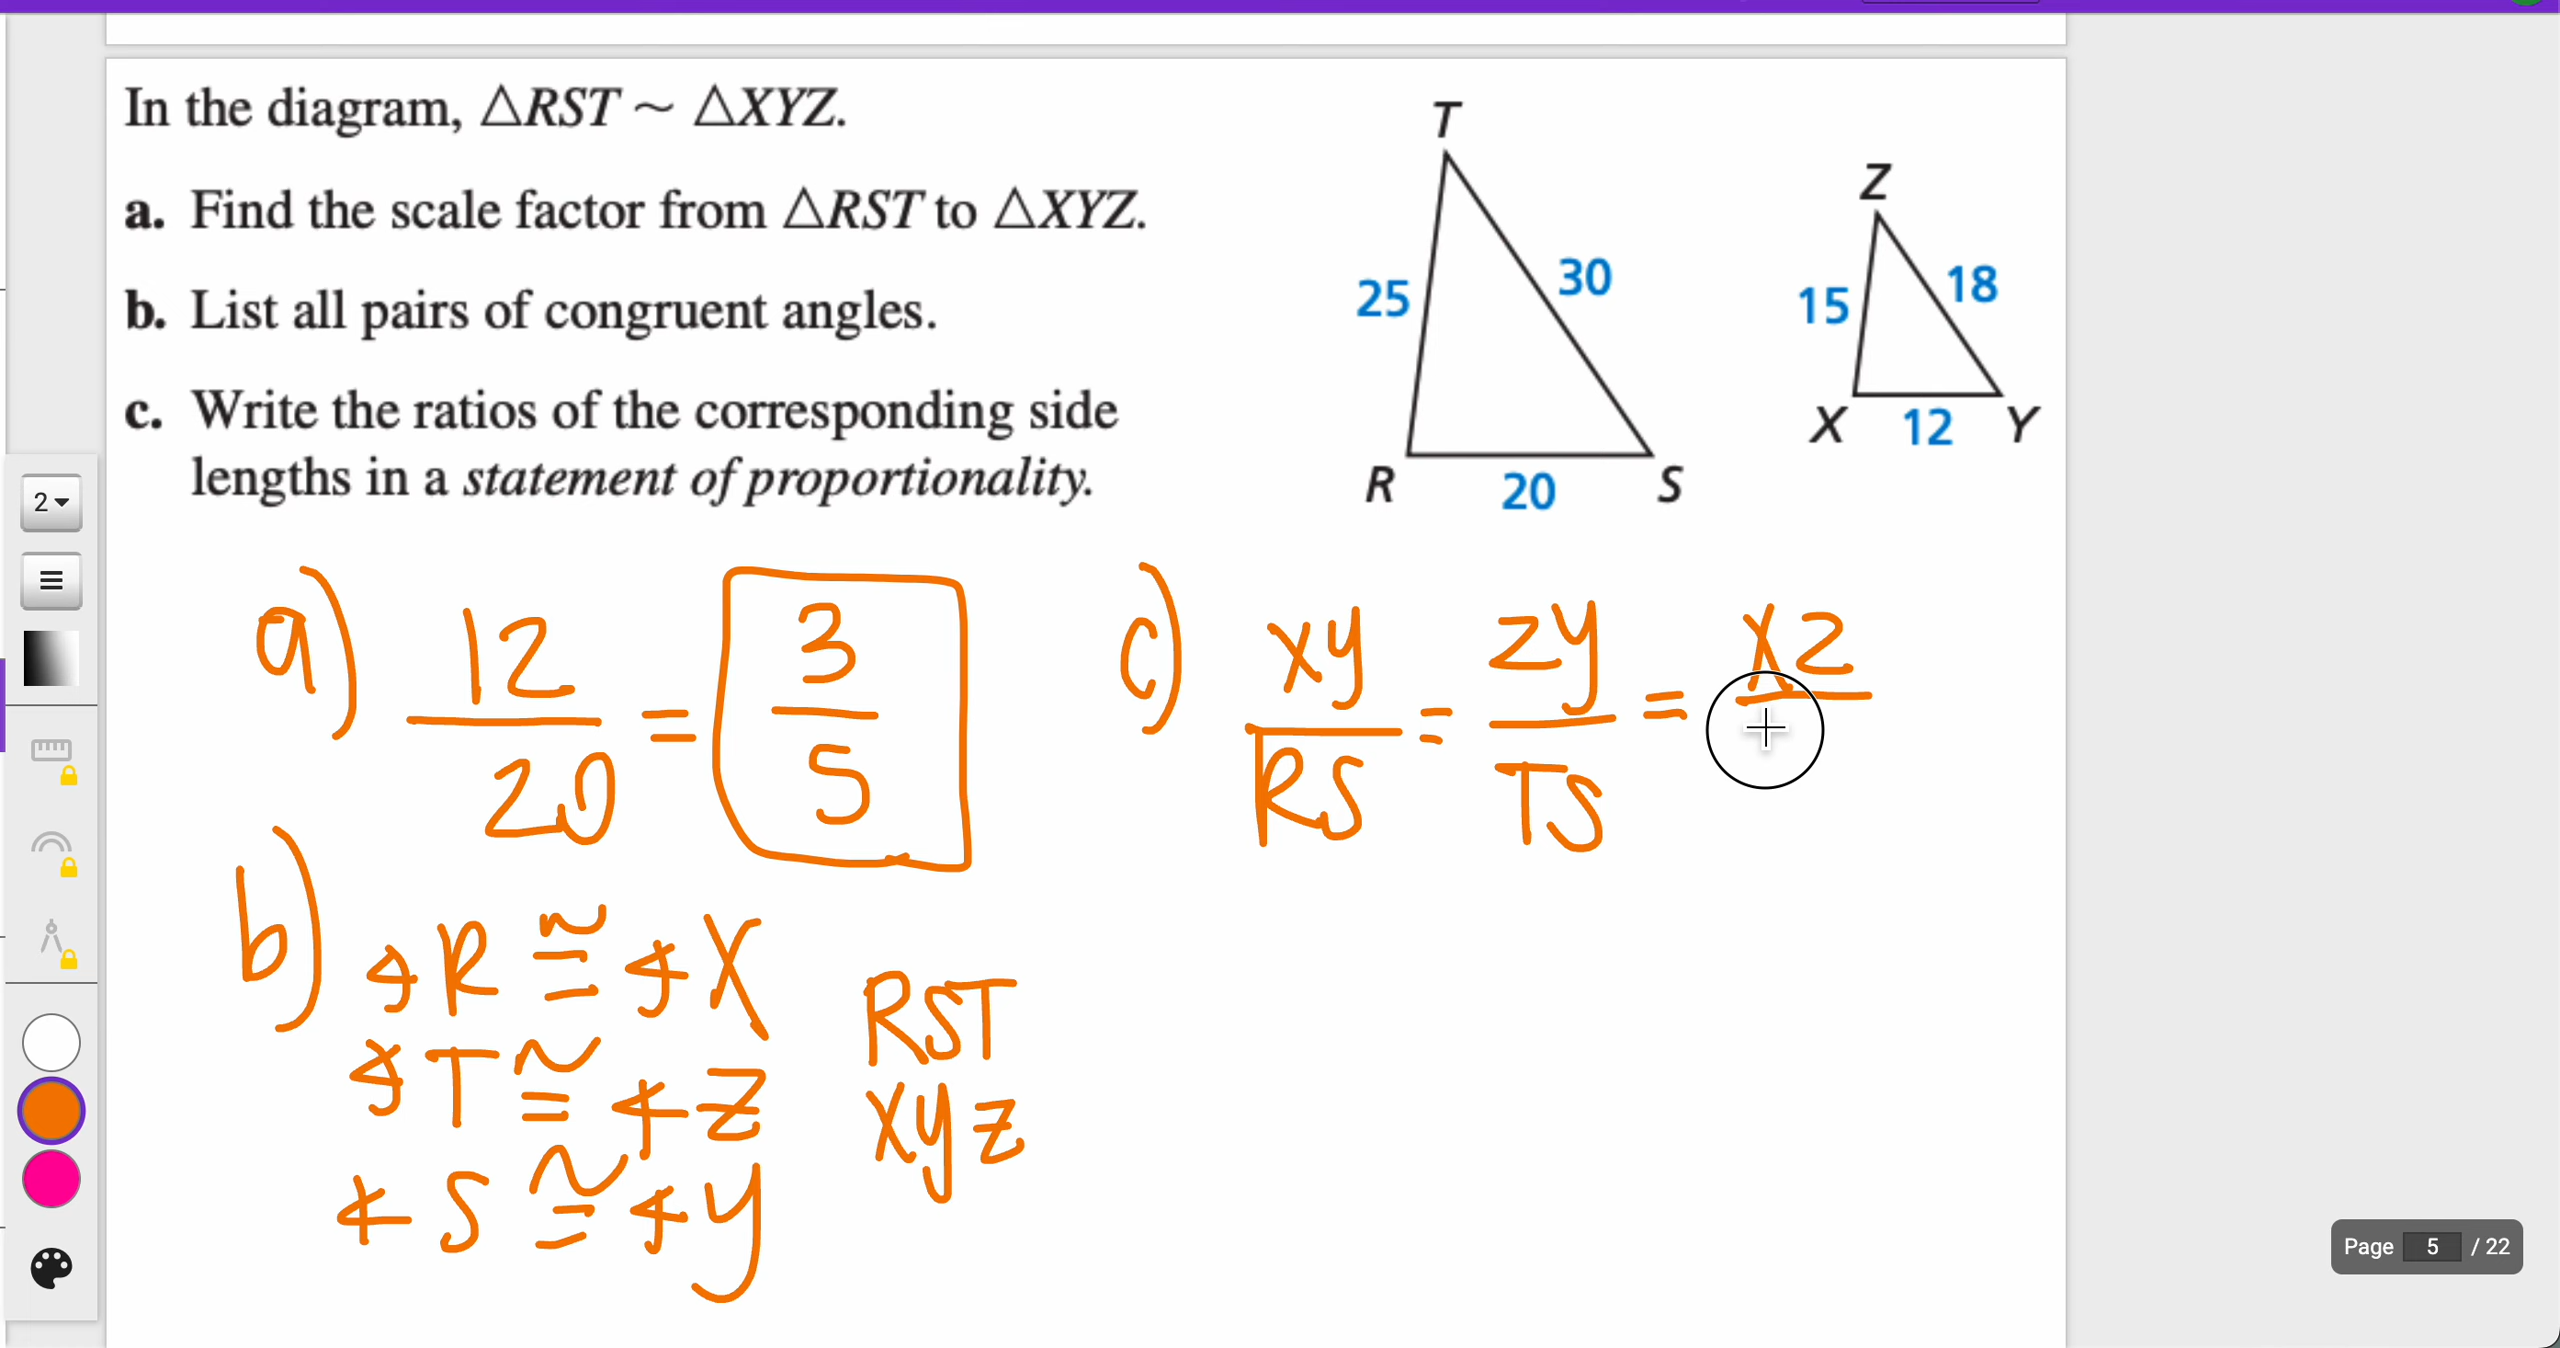 In the diagram, △RST ~ △XYZ.
a. Find the scale factor from △RST to △XYZ.
b. List all pairs of congruent angles.
c. Write the ratios of the corresponding side
lengths in a statement of proportionality.
T
25
30
R
20
S
Z
15
18
X
12
Y
a) 12/20 = 3/5
b)
∡R ≅ ∡X
∡T ≅ ∡Z
∡S ≅ ∡y
RST
xyz
c) xy/RS = zy/TS = xz/
2
Page 5 / 22